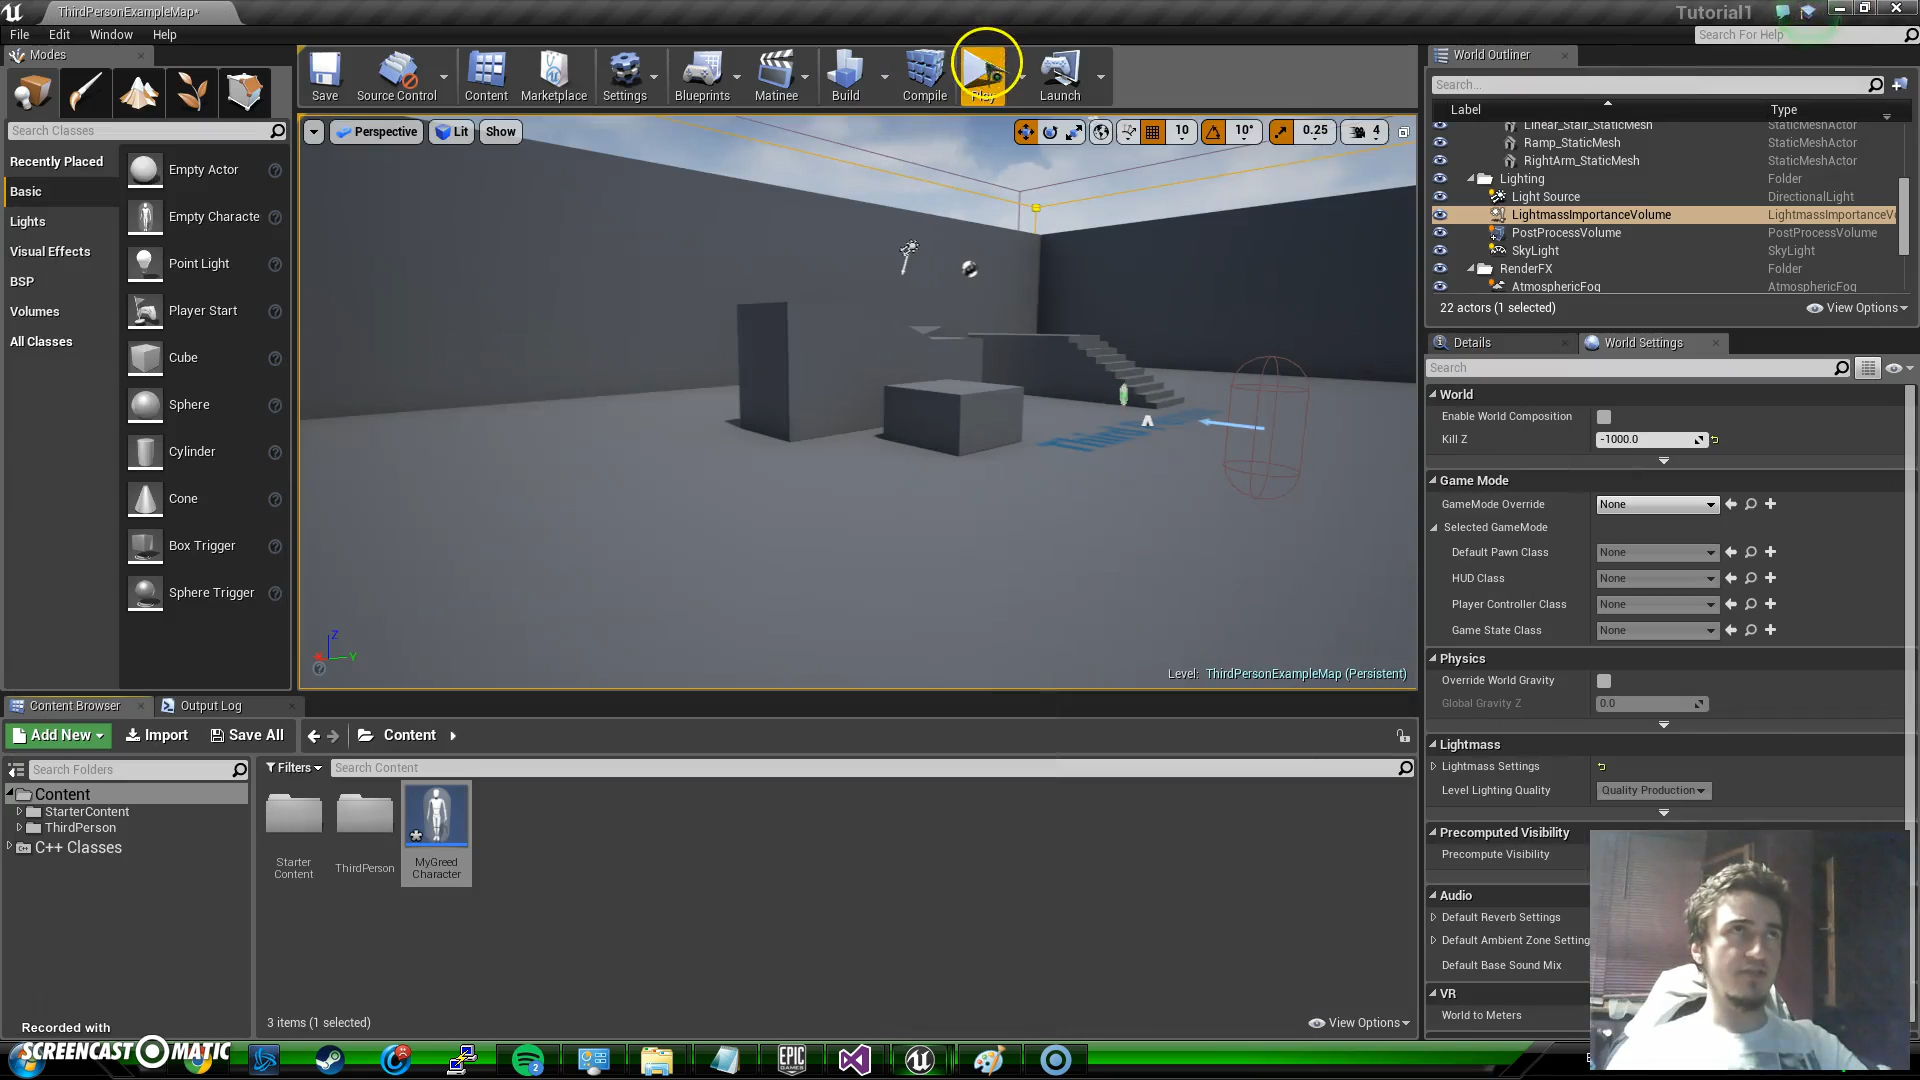 ThirdPersonExampleMap*
Tutorial1
File Edit Window Help
Search For Help
Modes
Save
Source Control
Content
Marketplace
Settings
Blueprints
Matinee
Build
Compile
Play
Launch
Search Classes
Recently Placed
Basic
Lights
Visual Effects
BSP
Volumes
All Classes
Empty Actor
Empty Characte
Point Light
Player Start
Cube
Sphere
Cylinder
Cone
Box Trigger
Sphere Trigger
Perspective
Lit
Show
10
10°
0.25
4
Z
Y
Level: ThirdPersonExampleMap (Persistent)
World Outliner
Search...
Label Type
Linear_Stair_StaticMesh StaticMeshActor
Ramp_StaticMesh StaticMeshActor
RightArm_StaticMesh StaticMeshActor
Lighting Folder
Light Source DirectionalLight
LightmassImportanceVolume LightmassImportanceV
PostProcessVolume PostProcessVolume
SkyLight SkyLight
RenderFX Folder
AtmosphericFog AtmosphericFog
22 actors (1 selected)
View Options
Details
World Settings
Search
World
Enable World Composition
Kill Z -1000.0
Game Mode
GameMode Override None
Selected GameMode
Default Pawn Class None
HUD Class None
Player Controller Class None
Game State Class None
Physics
Override World Gravity
Global Gravity Z 0.0
Lightmass
Lightmass Settings
Level Lighting Quality Quality Production
Precomputed Visibility
Precompute Visibility
Audio
Default Reverb Settings
Default Ambient Zone Setting
Default Base Sound Mix
VR
World to Meters
Content Browser
Output Log
Add New
Import
Save All
Content
Search Folders
Filters
Search Content
Content
StarterContent
ThirdPerson
C++ Classes
Starter
Content
ThirdPerson
MyGreed
Character
3 items (1 selected)
View Options
Recorded with
SCREENCAST O MATIC
2
EPIC
GAMES